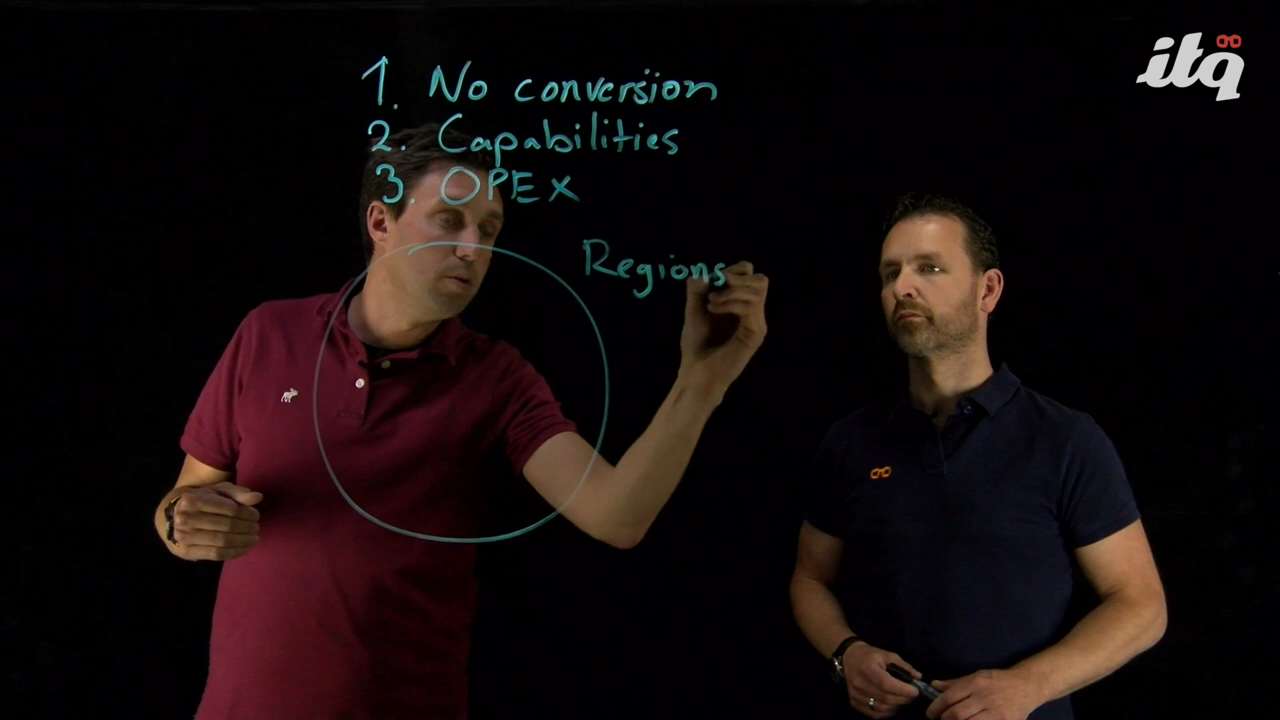 itq
1. No conversion
2. Capabilities
3. OPEX
Regions